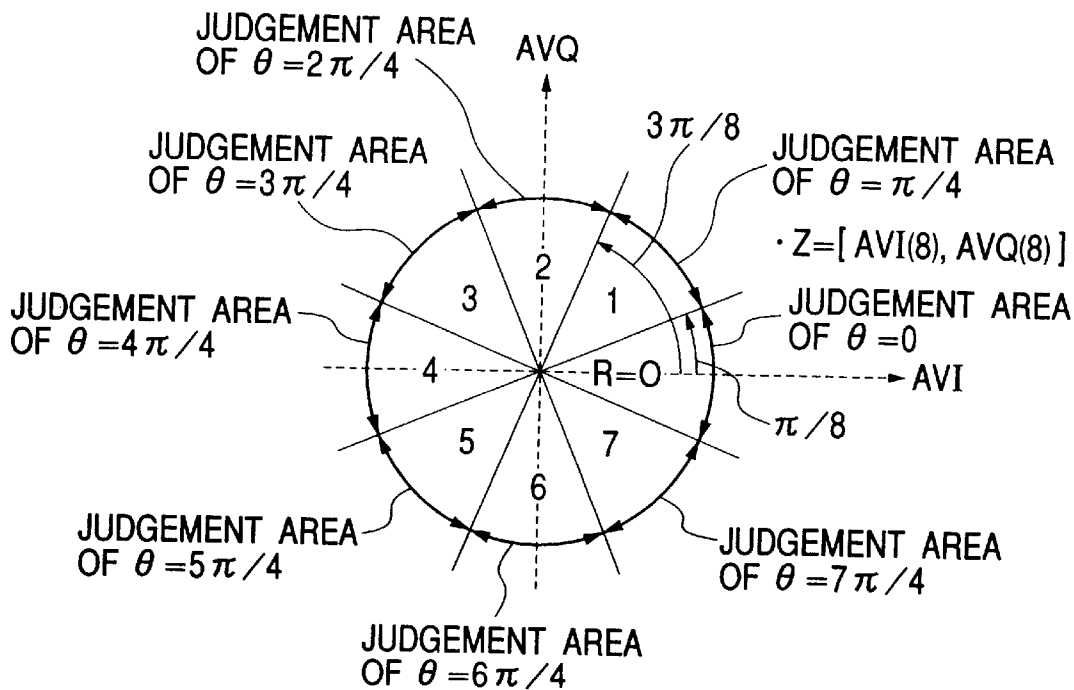 JUDGEMENT AREA
OF θ=2π/4
AVQ
3π/8
JUDGEMENT AREA
OF θ=3π/4
JUDGEMENT AREA
OF θ=π/4
·Z=[AVI(8), AVQ(8)]
2
3
1
JUDGEMENT AREA
OF θ=4π/4
JUDGEMENT AREA
OF θ=0
4
R=0
AVI
π/8
5
7
6
JUDGEMENT AREA
OF θ=5π/4
JUDGEMENT AREA
OF θ=7π/4
JUDGEMENT AREA
OF θ=6π/4